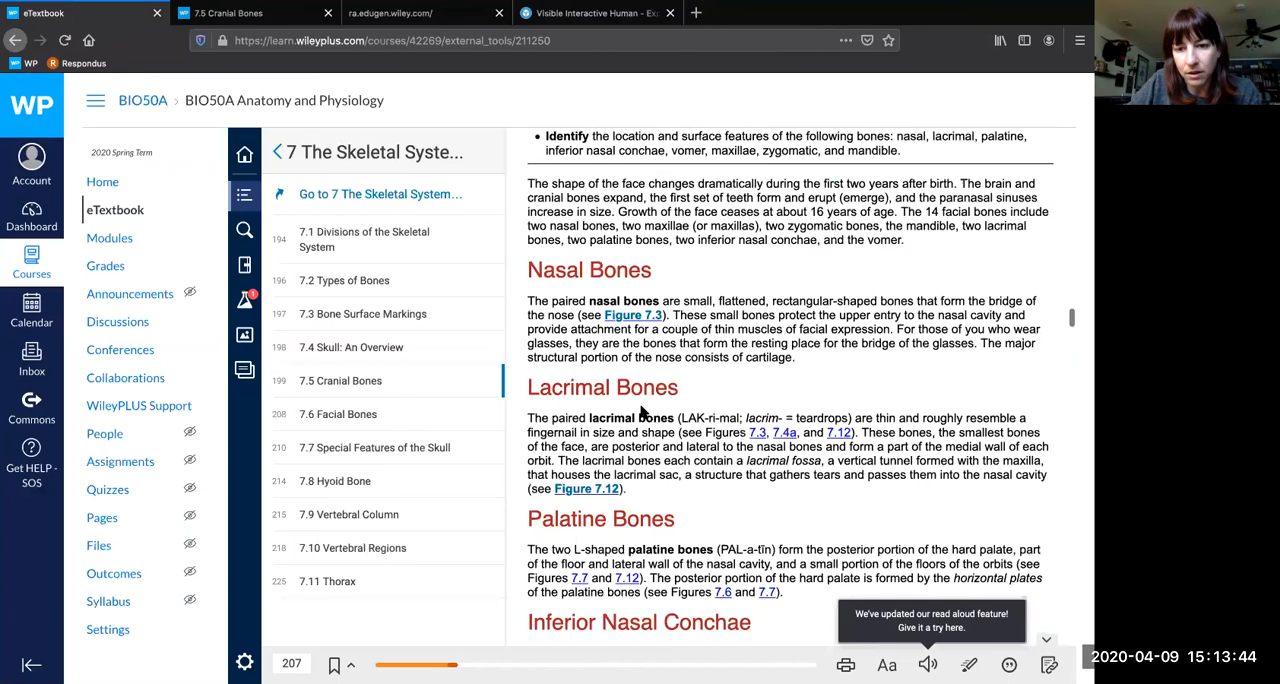 eTextbook
7.5 Cranial Bones
ra.edugen.wiley.com/
Visible Interactive Human - Exp
https://learn.wileyplus.com/courses/42269/external_tools/211250
WP
Respondus
WP
BIO50A
BIO50A Anatomy and Physiology
Account
Dashboard
Courses
Calendar
Inbox
Commons
Get HELP -
SOS
2020 Spring Term
Home
eTextbook
Modules
Grades
Announcements
Discussions
Conferences
Collaborations
WileyPLUS Support
People
Assignments
Quizzes
Pages
Files
Outcomes
Syllabus
Settings
1
7 The Skeletal Syste...
Go to 7 The Skeletal System...
194 7.1 Divisions of the Skeletal
System
196 7.2 Types of Bones
197 7.3 Bone Surface Markings
198 7.4 Skull: An Overview
199 7.5 Cranial Bones
208 7.6 Facial Bones
210 7.7 Special Features of the Skull
214 7.8 Hyoid Bone
215 7.9 Vertebral Column
218 7.10 Vertebral Regions
225 7.11 Thorax
• Identify the location and surface features of the following bones: nasal, lacrimal, palatine,
inferior nasal conchae, vomer, maxillae, zygomatic, and mandible.
The shape of the face changes dramatically during the first two years after birth. The brain and
cranial bones expand, the first set of teeth form and erupt (emerge), and the paranasal sinuses
increase in size. Growth of the face ceases at about 16 years of age. The 14 facial bones include
two nasal bones, two maxillae (or maxillas), two zygomatic bones, the mandible, two lacrimal
bones, two palatine bones, two inferior nasal conchae, and the vomer.
Nasal Bones
The paired nasal bones are small, flattened, rectangular-shaped bones that form the bridge of
the nose (see Figure 7.3). These small bones protect the upper entry to the nasal cavity and
provide attachment for a couple of thin muscles of facial expression. For those of you who wear
glasses, they are the bones that form the resting place for the bridge of the glasses. The major
structural portion of the nose consists of cartilage.
Lacrimal Bones
The paired lacrimal bones (LAK-ri-mal; lacrim- = teardrops) are thin and roughly resemble a
fingernail in size and shape (see Figures 7.3, 7.4a, and 7.12). These bones, the smallest bones
of the face, are posterior and lateral to the nasal bones and form a part of the medial wall of each
orbit. The lacrimal bones each contain a lacrimal fossa, a vertical tunnel formed with the maxilla,
that houses the lacrimal sac, a structure that gathers tears and passes them into the nasal cavity
(see Figure 7.12).
Palatine Bones
The two L-shaped palatine bones (PAL-a-tīn) form the posterior portion of the hard palate, part
of the floor and lateral wall of the nasal cavity, and a small portion of the floors of the orbits (see
Figures 7.7 and 7.12). The posterior portion of the hard palate is formed by the horizontal plates
of the palatine bones (see Figures 7.6 and 7.7).
Inferior Nasal Conchae
We've updated our read aloud feature!
Give it a try here.
207
Aa
2020-04-09 15:13:44